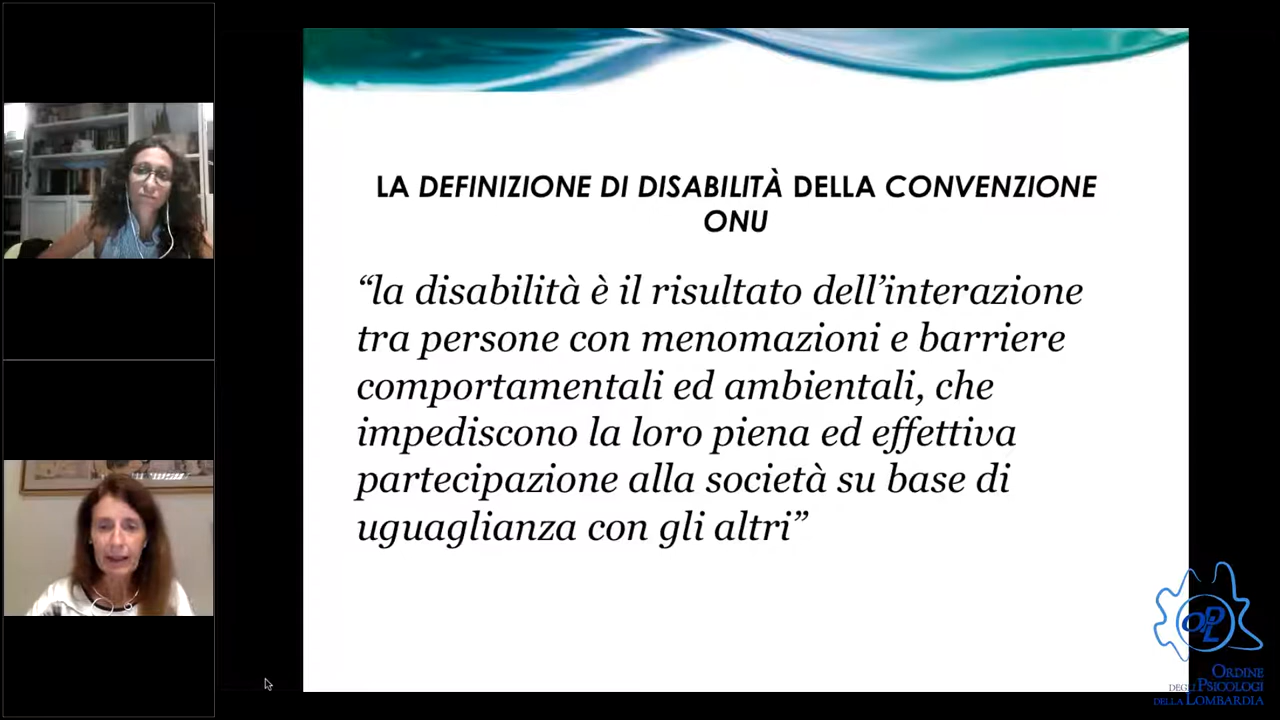 LA DEFINIZIONE DI DISABILITÀ DELLA CONVENZIONE
ONU
“la disabilità è il risultato dell’interazione
tra persone con menomazioni e barriere
comportamentali ed ambientali, che
impediscono la loro piena ed effettiva
partecipazione alla società su base di
uguaglianza con gli altri”
OPL
ORDINE
DEGLI PSICOLOGI
DELLA LOMBARDIA